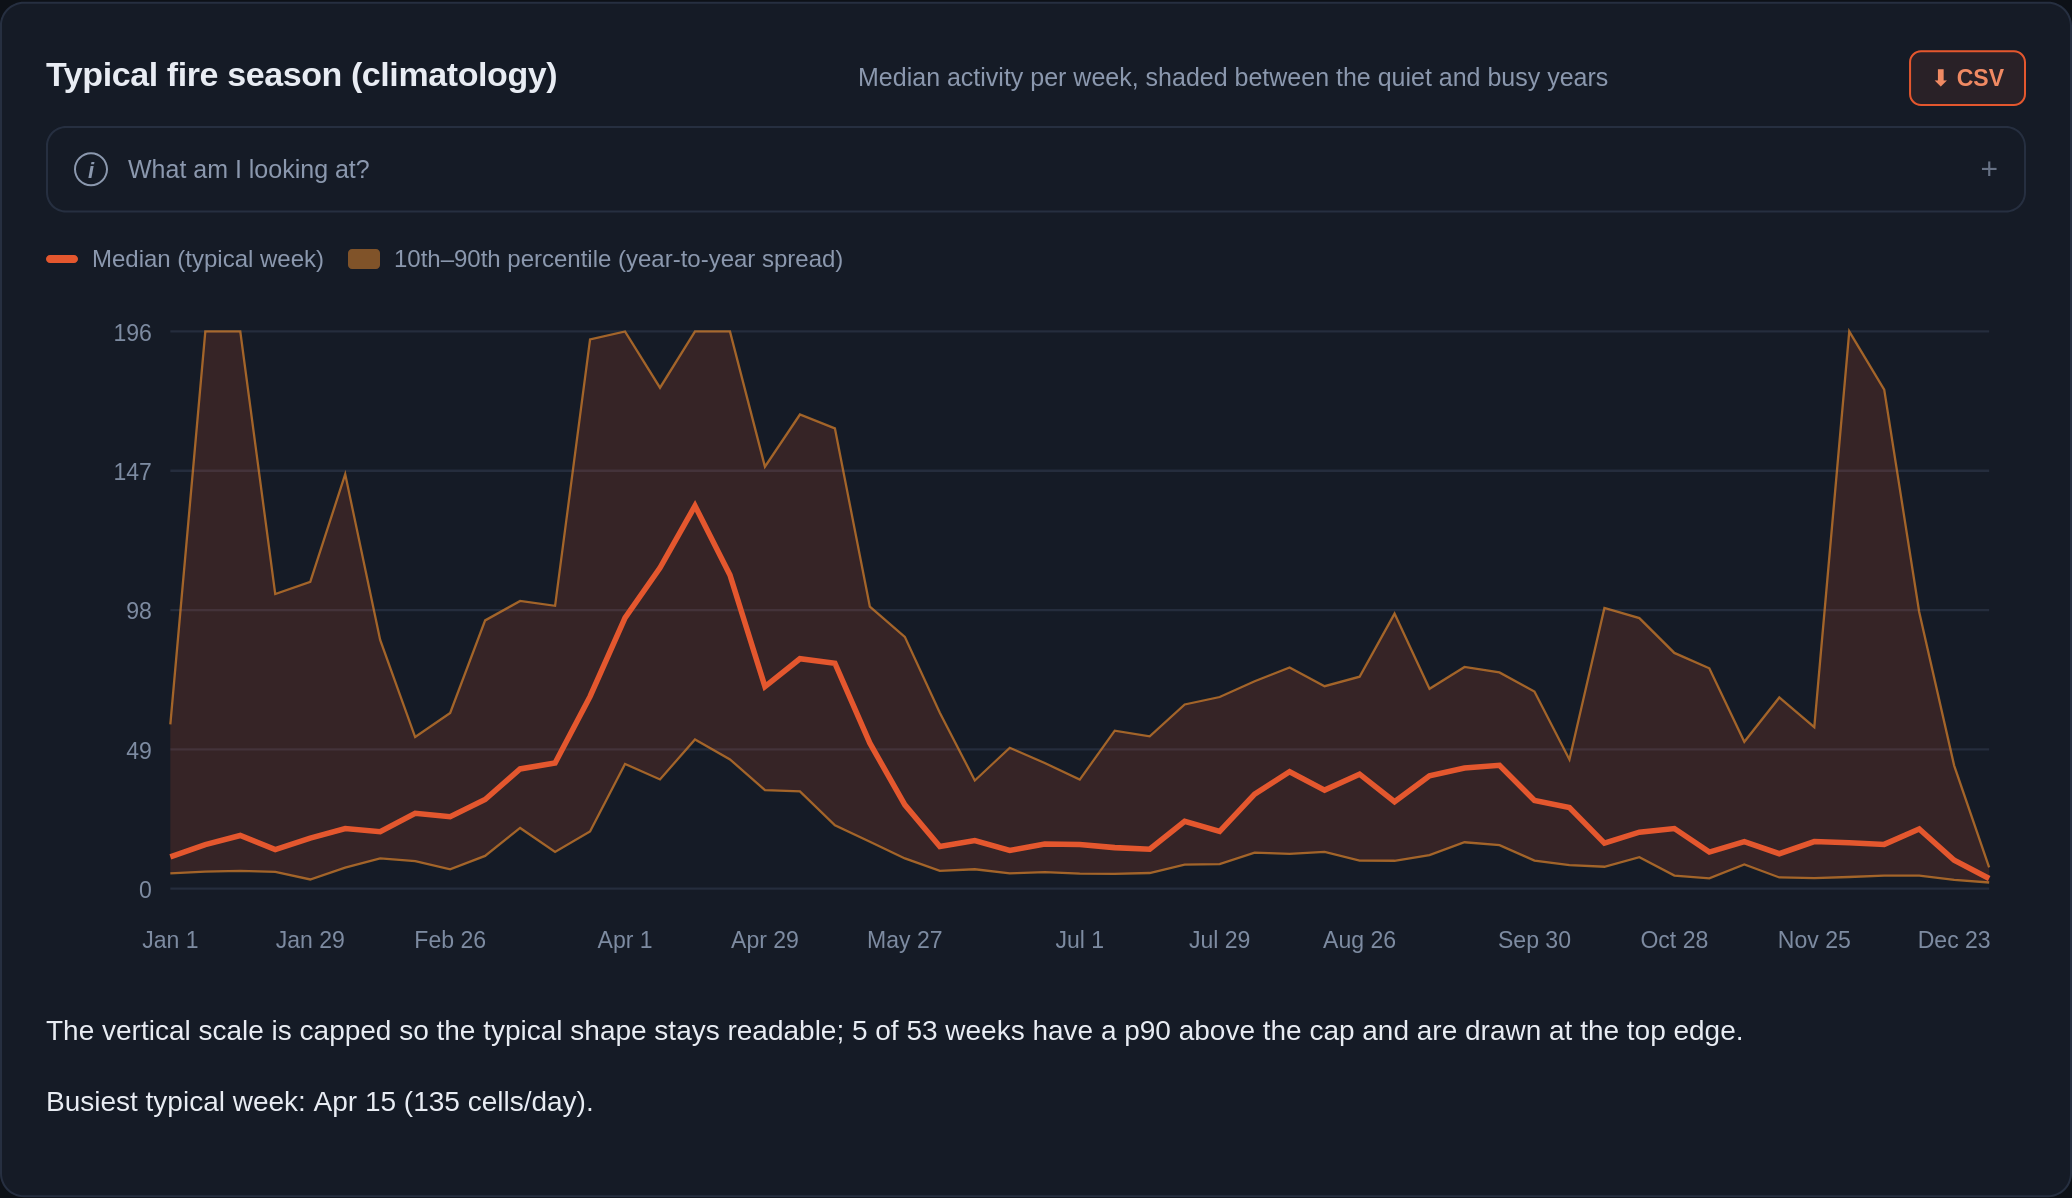 Typical fire season (climatology)
Median activity per week, shaded between the quiet and busy years
⬇ CSV
i What am I looking at? +
Median (typical week) 10th–90th percentile (year-to-year spread)
196
147
98
49
0
Jan 1 Jan 29 Feb 26 Apr 1 Apr 29 May 27 Jul 1 Jul 29 Aug 26 Sep 30 Oct 28 Nov 25 Dec 23
The vertical scale is capped so the typical shape stays readable; 5 of 53 weeks have a p90 above the cap and are drawn at the top edge.
Busiest typical week: Apr 15 (135 cells/day).